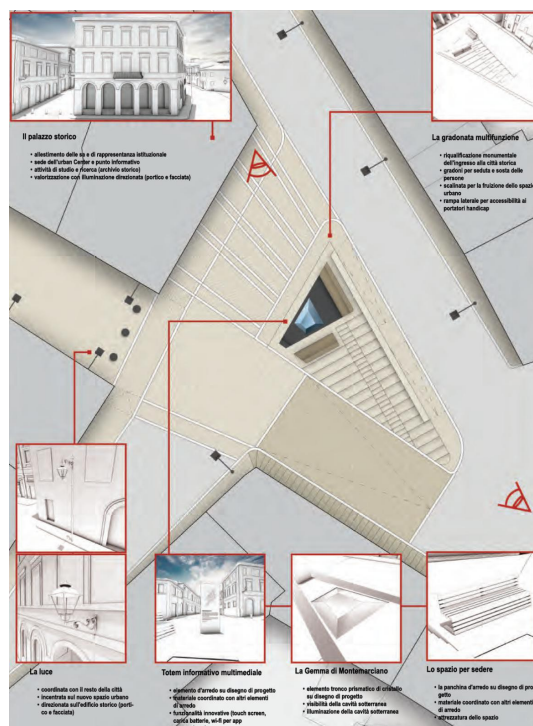 Il palazzo storico
• allestimento delle sale di rappresentanza istituzionale
• sede dell'urban Center e punto informativo
• attività di studio e ricerca (archivio storico)
• valorizzazione con illuminazione direzionata (portico e facciata)
La gradonata multifunzione
• riqualificazione monumentale
dell'ingresso alla città storica
• gradoni per seduta e sosta delle
persone
• scalinata per la fruizione dello spazio
urbano
• rampa laterale per accessibilità ai
portatori handicap
La luce
• coordinata con il resto della città
• incentrata sul nuovo spazio urbano
• direzionata sull'edificio storico (porti-
co e facciata)
Totem informativo multimediale
• elemento d'arredo su disegno di progetto
• materiale coordinato con altri elementi
di arredo
• funzionalità innovative (touch screen,
carica batterie, wi-fi per app
La Gemma di Montemarciano
• elemento tronco prismatico di cristallo
su disegno di progetto
• visibilità della cavità sotterranea
• illuminazione della cavità sotterranea
Lo spazio per sedere
• la panchina d'arredo su disegno di pro
getto
• materiale coordinato con altri elementi
di arredo
• attrezzatura dello spazio